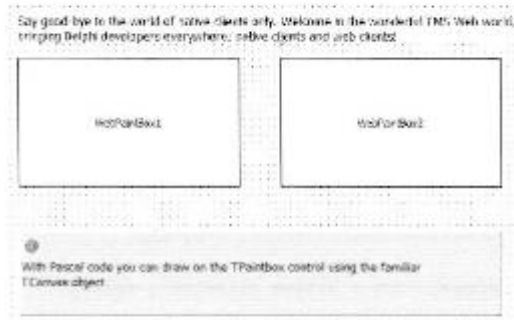 Say good-bye to the world of native clients only. Welcome in the wonderful TMS Web world,
bringing Delphi developers everywhere: native clients and web clients!
WebPaintBox1
WebPaintBox2
With Pascal code you can draw on the TPaintbox control using the familiar
TCanvas object